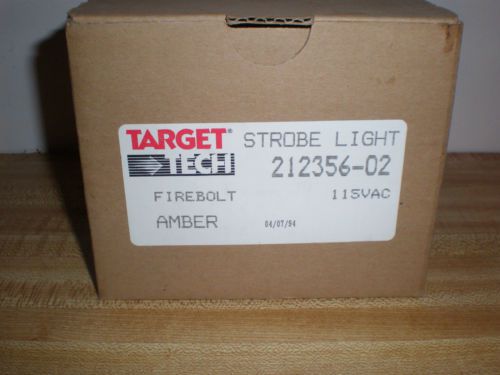 TARGET® STROBE LIGHT
TECH 212356-02
FIREBOLT 115VAC
AMBER 04/07/94